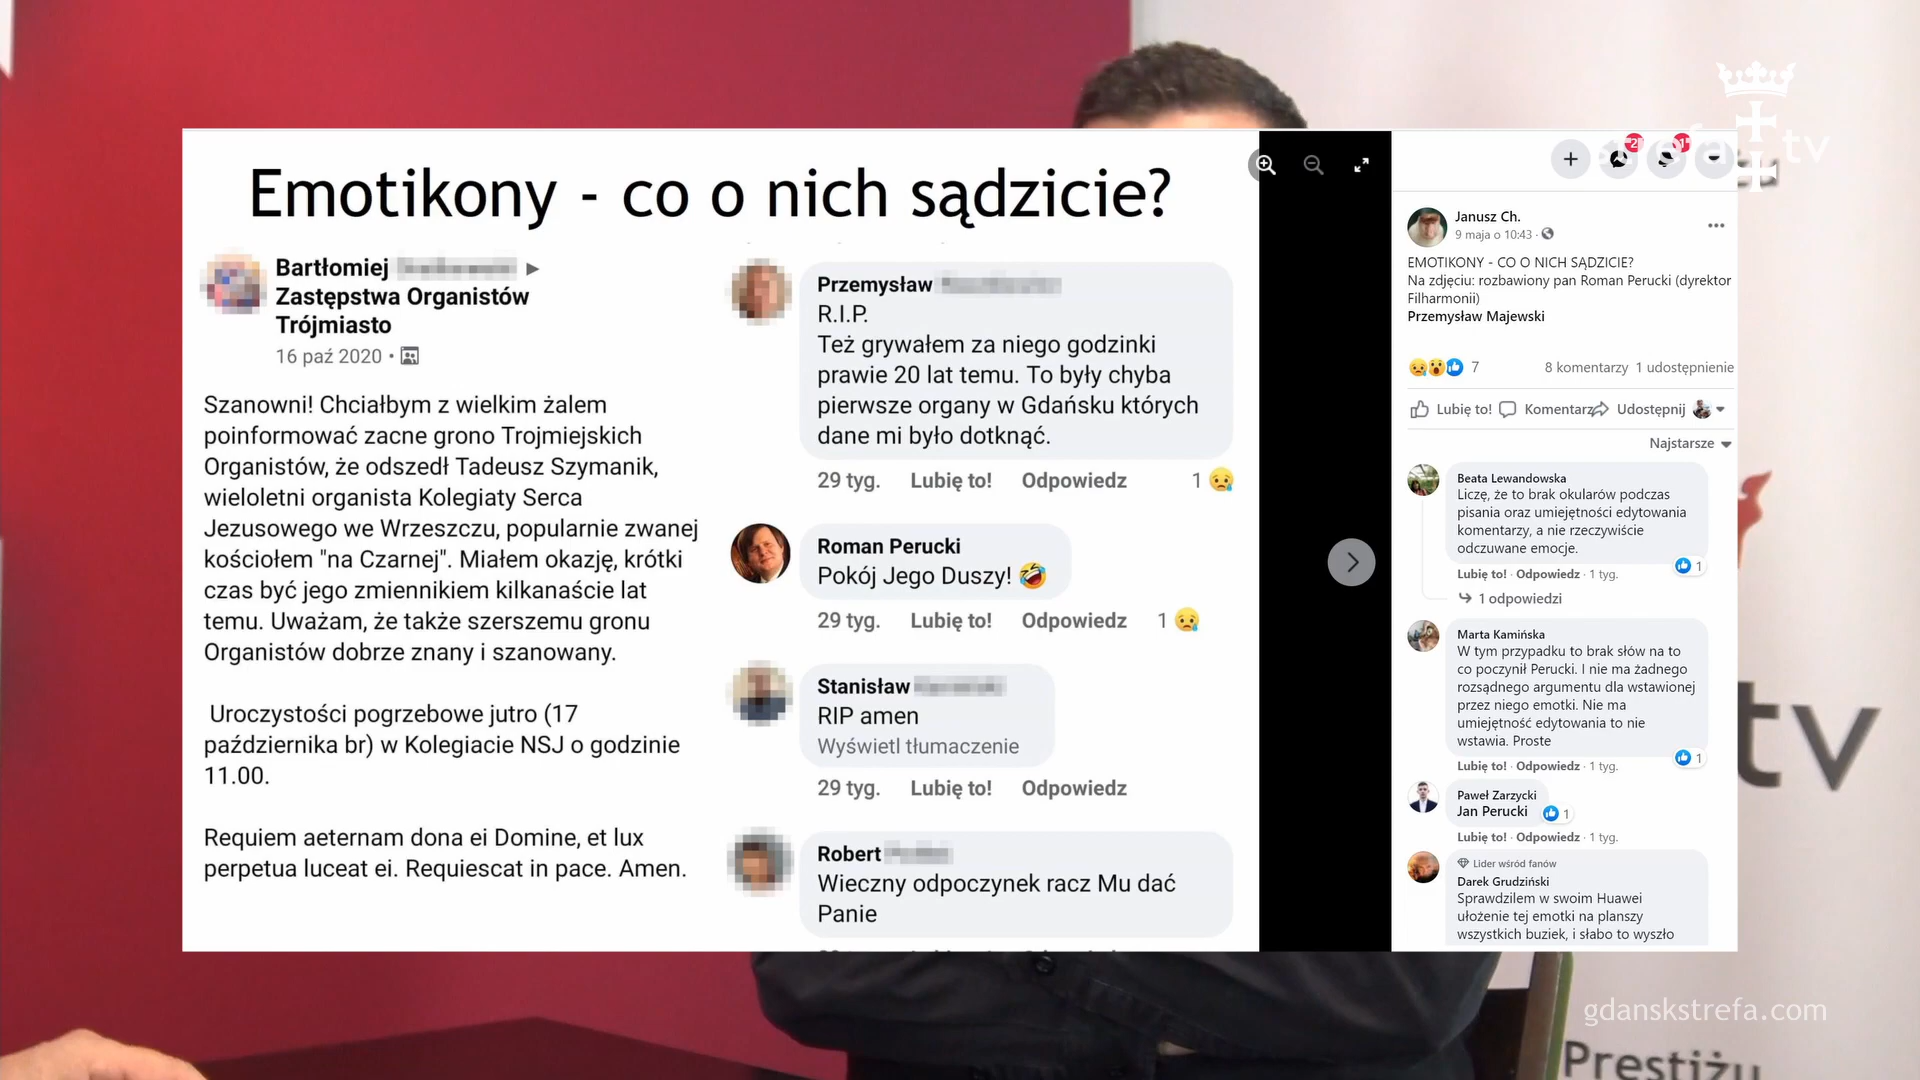 Emotikony - co o nich sądzicie?
Bartłomiej
Zastępstwa Organistów
Trójmiasto
16 paź 2020 •
Szanowni! Chciałbym z wielkim żalem
poinformować zacne grono Trojmiejskich
Organistów, że odszedł Tadeusz Szymanik,
wieloletni organista Kolegiaty Serca
Jezusowego we Wrzeszczu, popularnie zwanej
kościołem "na Czarnej". Miałem okazję, krótki
czas być jego zmiennikiem kilkanaście lat
temu. Uważam, że także szerszemu gronu
Organistów dobrze znany i szanowany.
Uroczystości pogrzebowe jutro (17
października br) w Kolegiacie NSJ o godzinie
11.00.
Requiem aeternam dona ei Domine, et lux
perpetua luceat ei. Requiescat in pace. Amen.
Przemysław
R.I.P.
Też grywałem za niego godzinki
prawie 20 lat temu. To były chyba
pierwsze organy w Gdańsku których
dane mi było dotknąć.
29 tyg. Lubię to! Odpowiedz 1 😢
Roman Perucki
Pokój Jego Duszy! 🤣
29 tyg. Lubię to! Odpowiedz 1 😢
Stanisław
RIP amen
Wyświetl tłumaczenie
29 tyg. Lubię to! Odpowiedz
Robert
Wieczny odpoczynek racz Mu dać
Panie
Janusz Ch.
9 maja o 10:43 ·
EMOTIKONY - CO O NICH SĄDZICIE?
Na zdjęciu: rozbawiony pan Roman Perucki (dyrektor
Filharmonii)
Przemysław Majewski
7 8 komentarzy 1 udostępnienie
Lubię to! Komentarz Udostępnij
Najstarsze
Beata Lewandowska
Liczę, że to brak okularów podczas
pisania oraz umiejętności edytowania
komentarzy, a nie rzeczywiście
odczuwane emocje.
1
Lubię to! · Odpowiedz · 1 tyg.
1 odpowiedzi
Marta Kamińska
W tym przypadku to brak słów na to
co poczynił Perucki. I nie ma żadnego
rozsądnego argumentu dla wstawionej
przez niego emotki. Nie ma
umiejętność edytowania to nie
wstawia. Proste
1
Lubię to! · Odpowiedz · 1 tyg.
Paweł Zarzycki
Jan Perucki 1
Lubię to! · Odpowiedz · 1 tyg.
Lider wśród fanów
Darek Grudziński
Sprawdzilem w swoim Huawei
ułożenie tej emotki na planszy
wszystkich buziek, i słabo to wyszło
strefa tv
tv
gdanskstrefa.com
Prestiżu